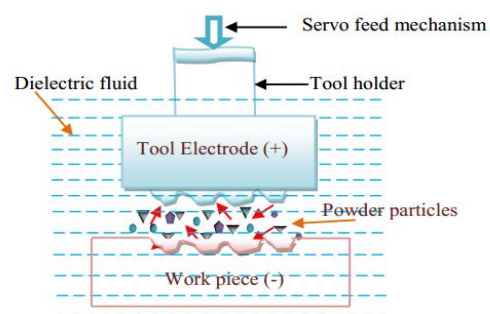 Servo feed mechanism
Dielectric fluid
Tool holder
Tool Electrode (+)
Powder particles
Work piece (-)